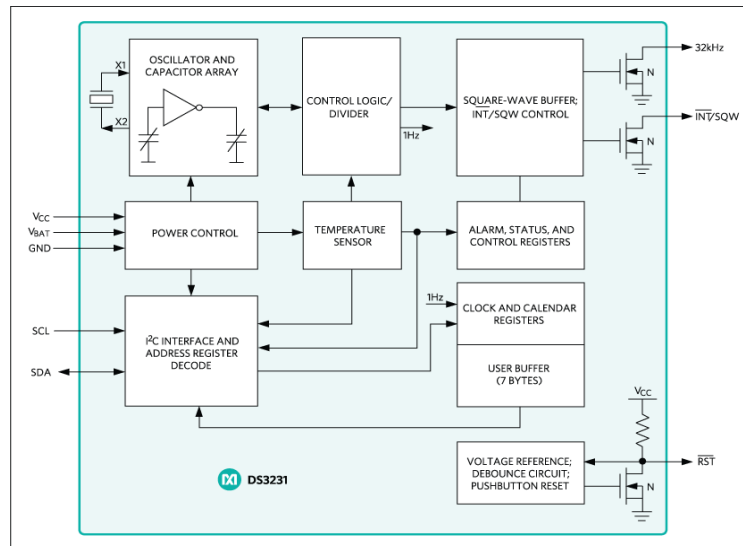 X1
X2
OSCILLATOR AND
CAPACITOR ARRAY
CONTROL LOGIC/
DIVIDER
1Hz
SQUARE-WAVE BUFFER;
INT/SQW CONTROL
N
32kHz
N
INT/SQW
VCC
VBAT
GND
POWER CONTROL
TEMPERATURE
SENSOR
ALARM, STATUS, AND
CONTROL REGISTERS
SCL
SDA
I²C INTERFACE AND
ADDRESS REGISTER
DECODE
1Hz
CLOCK AND CALENDAR
REGISTERS
USER BUFFER
(7 BYTES)
VCC
VOLTAGE REFERENCE;
DEBOUNCE CIRCUIT;
PUSHBUTTON RESET
N
RST
DS3231